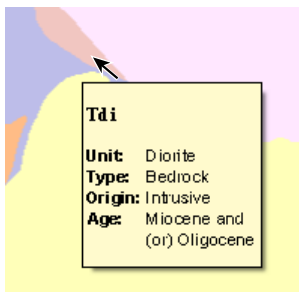 Tdi
Unit: Diorite
Type: Bedrock
Origin: Intrusive
Age: Miocene and
(or) Oligocene